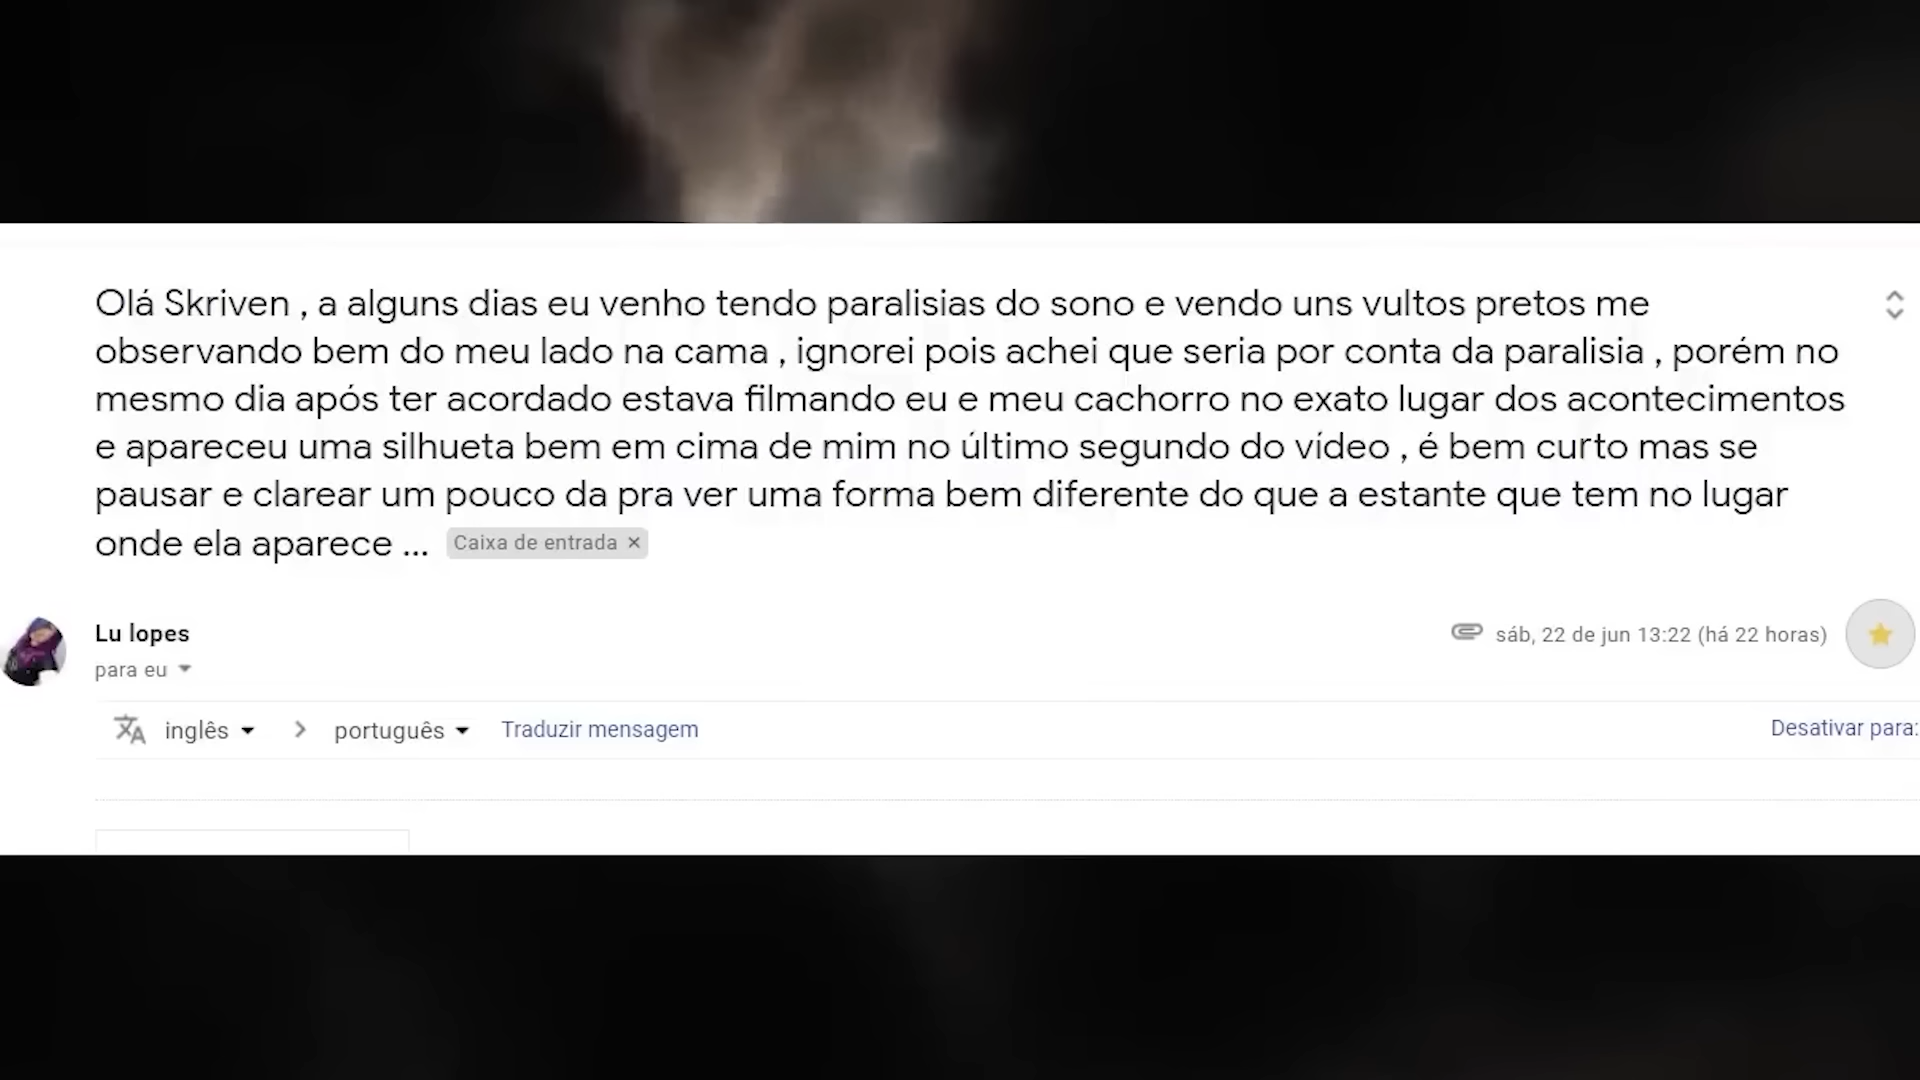 Olá Skriven , a alguns dias eu venho tendo paralisias do sono e vendo uns vultos pretos me
observando bem do meu lado na cama , ignorei pois achei que seria por conta da paralisia , porém no
mesmo dia após ter acordado estava filmando eu e meu cachorro no exato lugar dos acontecimentos
e apareceu uma silhueta bem em cima de mim no último segundo do vídeo , é bem curto mas se
pausar e clarear um pouco da pra ver uma forma bem diferente do que a estante que tem no lugar
onde ela aparece ... Caixa de entrada ×
Lu lopes
sáb, 22 de jun 13:22 (há 22 horas)
para eu
inglês > português Traduzir mensagem Desativar para: